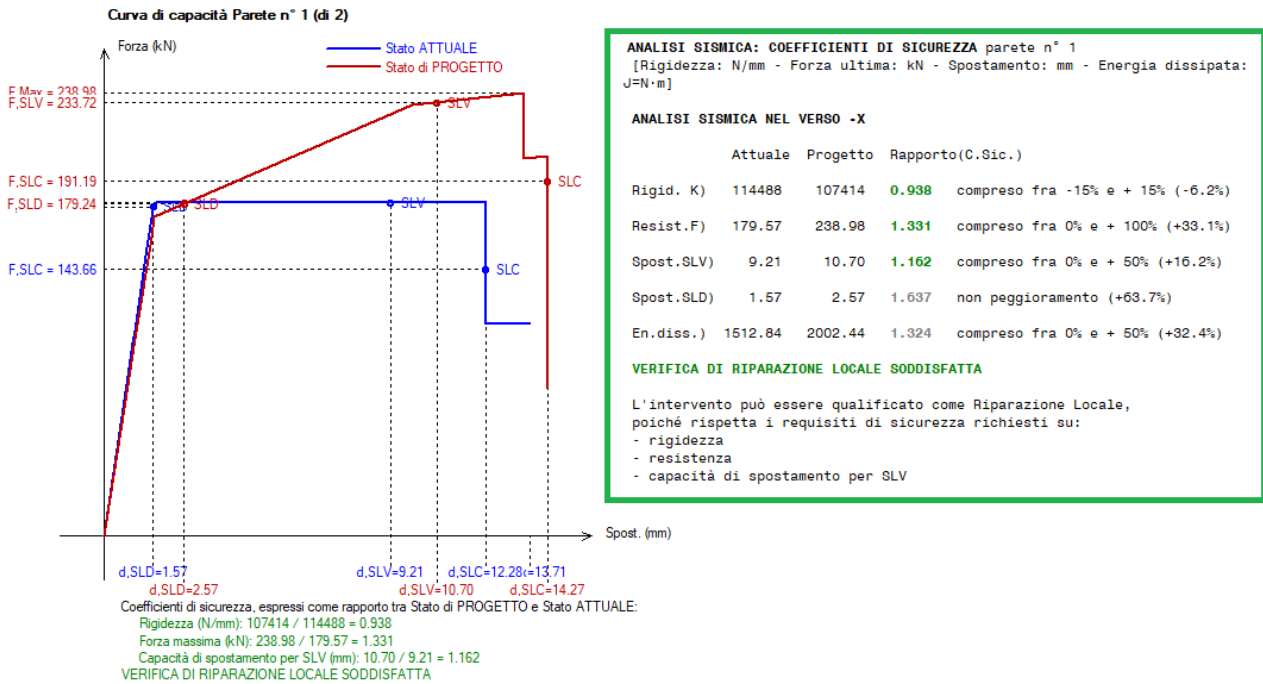 Curva di capacità Parete n° 1 (di 2)
Forza (kN)
Stato ATTUALE
Stato di PROGETTO
F,Max = 238.98
F,SLV = 233.72
SLV
F,SLC = 191.19
SLC
F,SLD = 179.24
SLD
SLD
SLV
F,SLC = 143.66
SLC
Spost. (mm)
d,SLD=1.57
d,SLV=9.21
d,SLC=12.28
=13.71
d,SLD=2.57
d,SLV=10.70
d,SLC=14.27
Coefficienti di sicurezza, espressi come rapporto tra Stato di PROGETTO e Stato ATTUALE:
Rigidezza (N/mm): 107414 / 114488 = 0.938
Forza massima (kN): 238.98 / 179.57 = 1.331
Capacità di spostamento per SLV (mm): 10.70 / 9.21 = 1.162
VERIFICA DI RIPARAZIONE LOCALE SODDISFATTA
ANALISI SISMICA: COEFFICIENTI DI SICUREZZA parete n° 1
[Rigidezza: N/mm - Forza ultima: kN - Spostamento: mm - Energia dissipata:
J=N·m]
ANALISI SISMICA NEL VERSO -X
Attuale Progetto Rapporto(C.Sic.)
Rigid. K) 114488 107414 0.938 compreso fra -15% e + 15% (-6.2%)
Resist.F) 179.57 238.98 1.331 compreso fra 0% e + 100% (+33.1%)
Spost.SLV) 9.21 10.70 1.162 compreso fra 0% e + 50% (+16.2%)
Spost.SLD) 1.57 2.57 1.637 non peggioramento (+63.7%)
En.diss.) 1512.84 2002.44 1.324 compreso fra 0% e + 50% (+32.4%)
VERIFICA DI RIPARAZIONE LOCALE SODDISFATTA
L'intervento può essere qualificato come Riparazione Locale,
poiché rispetta i requisiti di sicurezza richiesti su:
- rigidezza
- resistenza
- capacità di spostamento per SLV